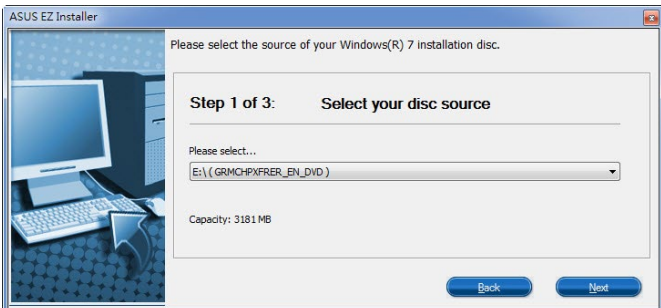 ASUS EZ Installer
Please select the source of your Windows(R) 7 installation disc.
Step 1 of 3: Select your disc source
Please select...
E:\ ( GRMCHPXFRER_EN_DVD )
Capacity: 3181 MB
Back Next